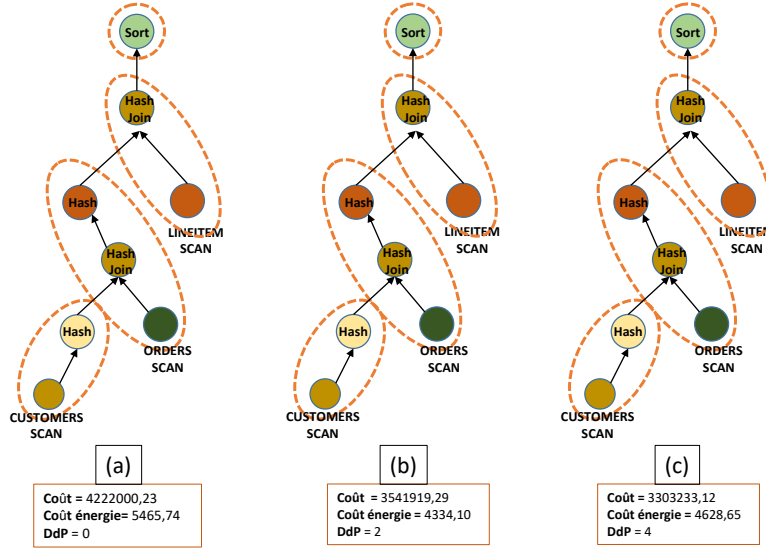 Sort
Hash
Join
Hash
LINEITEM
SCAN
Hash
Join
Hash
ORDERS
SCAN
CUSTOMERS
SCAN
(a)
Coût = 4222000,23
Coût énergie= 5465,74
DdP = 0
Sort
Hash
Join
Hash
LINEITEM
SCAN
Hash
Join
Hash
ORDERS
SCAN
CUSTOMERS
SCAN
(b)
Coût = 3541919,29
Coût énergie = 4334,10
DdP = 2
Sort
Hash
Join
Hash
LINEITEM
SCAN
Hash
Join
Hash
ORDERS
SCAN
CUSTOMERS
SCAN
(c)
Coût = 3303233,12
Coût énergie = 4628,65
DdP = 4